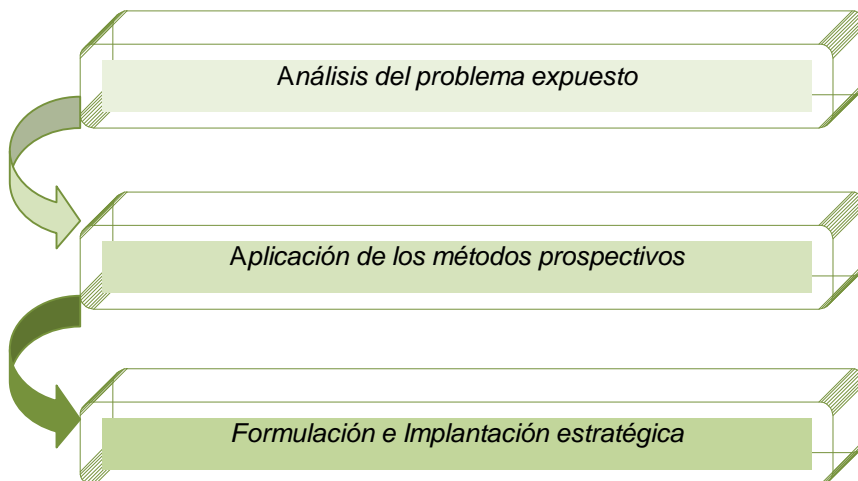 Análisis del problema expuesto
Aplicación de los métodos prospectivos
Formulación e Implantación estratégica